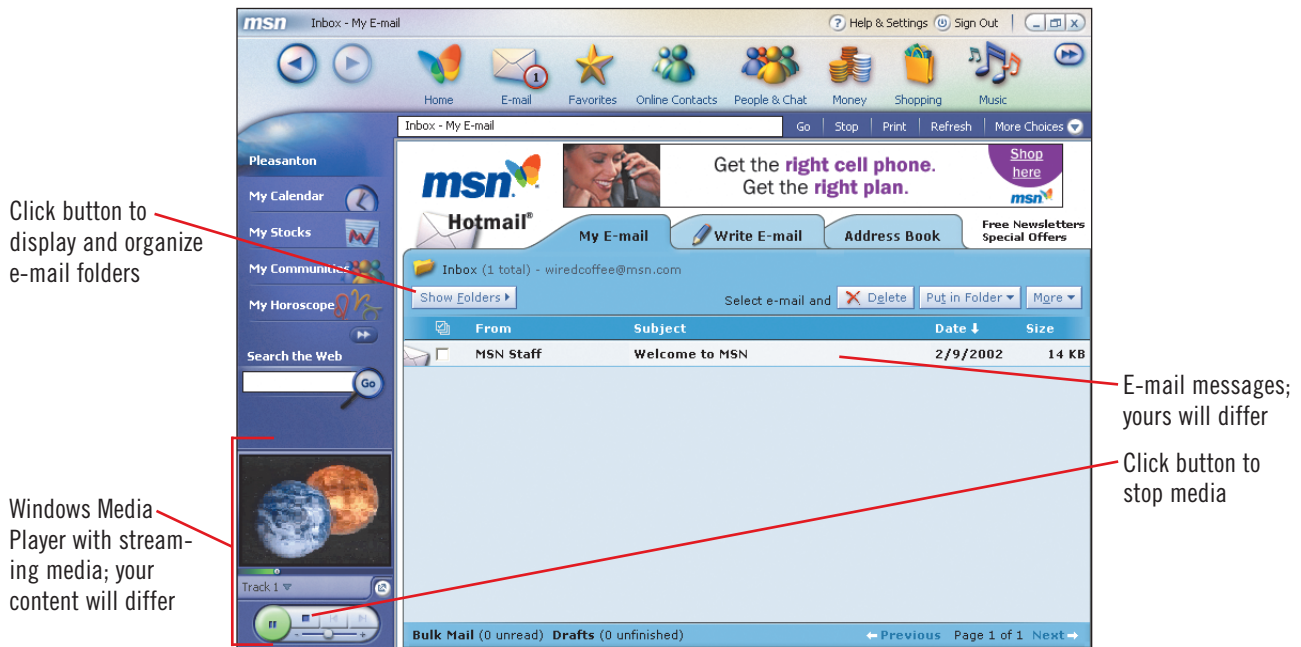 msn Inbox - My E-mail
? Help & Settings Sign Out
1
Home E-mail Favorites Online Contacts People & Chat Money Shopping Music
Inbox - My E-mail
Go Stop Print Refresh More Choices
Pleasanton
My Calendar
My Stocks
My Communities
My Horoscope
Search the Web
Go
Track 1
msn
Get the right cell phone.
Get the right plan.
Shop
here
msn
Hotmail®
My E-mail Write E-mail Address Book
Free Newsletters
Special Offers
Inbox (1 total) - wiredcoffee@msn.com
Show Folders
Select e-mail and Delete Put in Folder More
From Subject Date Size
MSN Staff Welcome to MSN 2/9/2002 14 KB
Bulk Mail (0 unread) Drafts (0 unfinished)
Previous Page 1 of 1 Next
Click button to
display and organize
e-mail folders
Windows Media
Player with stream-
ing media; your
content will differ
E-mail messages;
yours will differ
Click button to
stop media